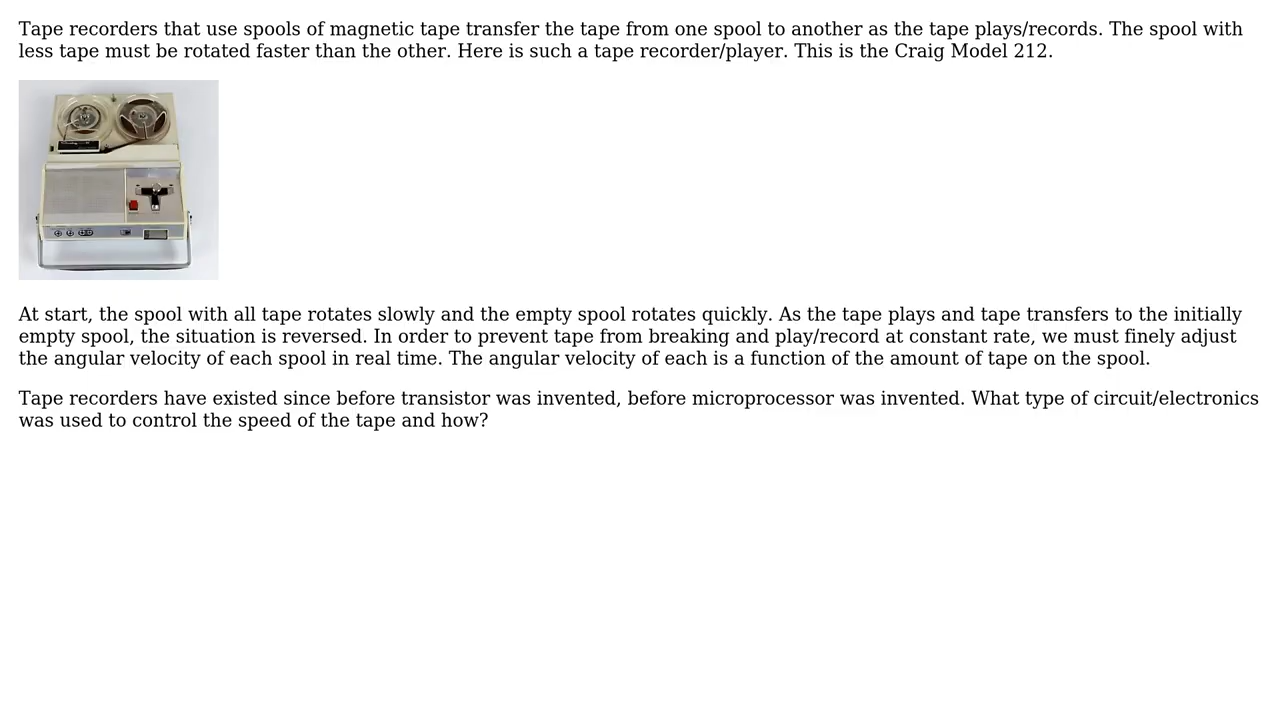 Tape recorders that use spools of magnetic tape transfer the tape from one spool to another as the tape plays/records. The spool with
less tape must be rotated faster than the other. Here is such a tape recorder/player. This is the Craig Model 212.
At start, the spool with all tape rotates slowly and the empty spool rotates quickly. As the tape plays and tape transfers to the initially
empty spool, the situation is reversed. In order to prevent tape from breaking and play/record at constant rate, we must finely adjust
the angular velocity of each spool in real time. The angular velocity of each is a function of the amount of tape on the spool.
Tape recorders have existed since before transistor was invented, before microprocessor was invented. What type of circuit/electronics
was used to control the speed of the tape and how?